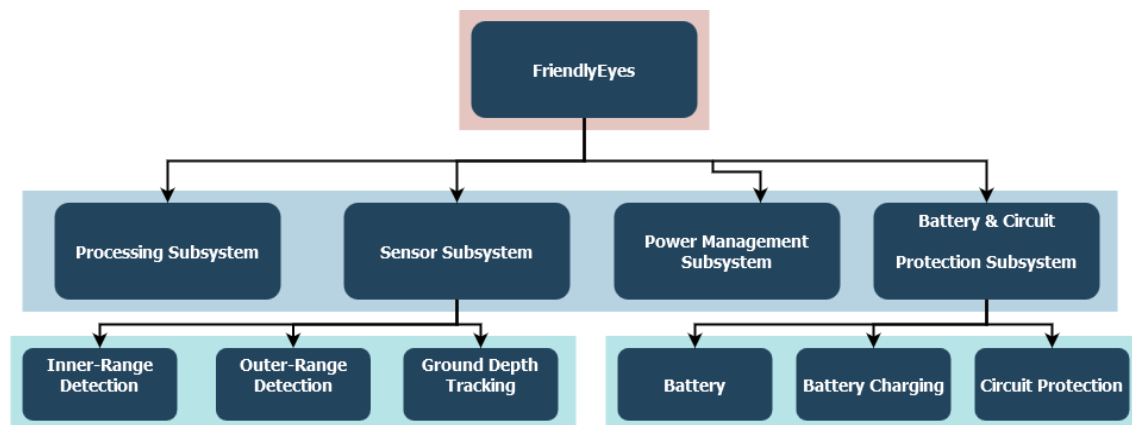 FriendlyEyes
Processing Subsystem
Sensor Subsystem
Power Management
Subsystem
Battery & Circuit
Protection Subsystem
Inner-Range
Detection
Outer-Range
Detection
Ground Depth
Tracking
Battery
Battery Charging
Circuit Protection